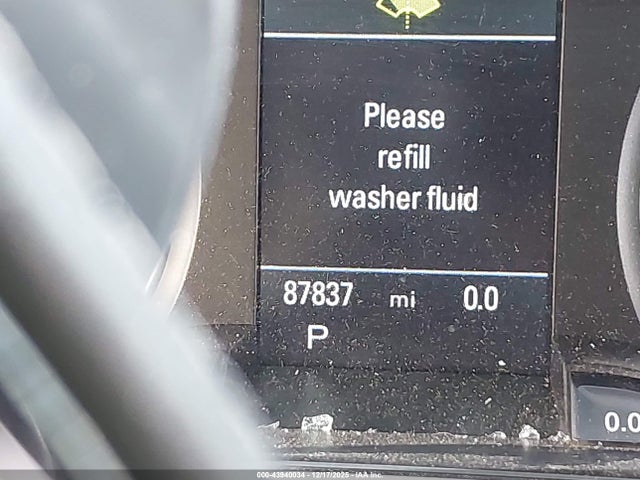 Please
refill
washer fluid
87837 mi 0.0
P
0.0
000-43940034 - 12/17/2025 - IAA Inc.